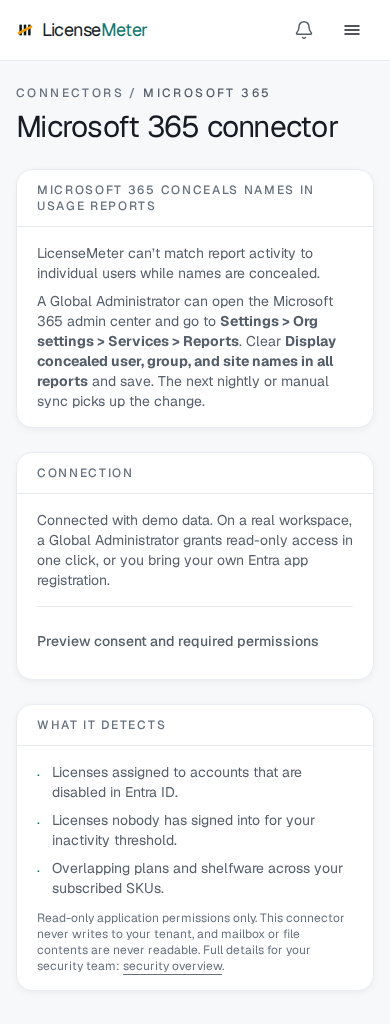 LicenseMeter
CONNECTORS / MICROSOFT 365
Microsoft 365 connector
MICROSOFT 365 CONCEALS NAMES IN
USAGE REPORTS
LicenseMeter can't match report activity to
individual users while names are concealed.
A Global Administrator can open the Microsoft
365 admin center and go to Settings > Org
settings > Services > Reports. Clear Display
concealed user, group, and site names in all
reports and save. The next nightly or manual
sync picks up the change.
CONNECTION
Connected with demo data. On a real workspace,
a Global Administrator grants read-only access in
one click, or you bring your own Entra app
registration.
Preview consent and required permissions
WHAT IT DETECTS
· Licenses assigned to accounts that are
disabled in Entra ID.
· Licenses nobody has signed into for your
inactivity threshold.
· Overlapping plans and shelfware across your
subscribed SKUs.
Read-only application permissions only. This connector
never writes to your tenant, and mailbox or file
contents are never readable. Full details for your
security team: security overview.